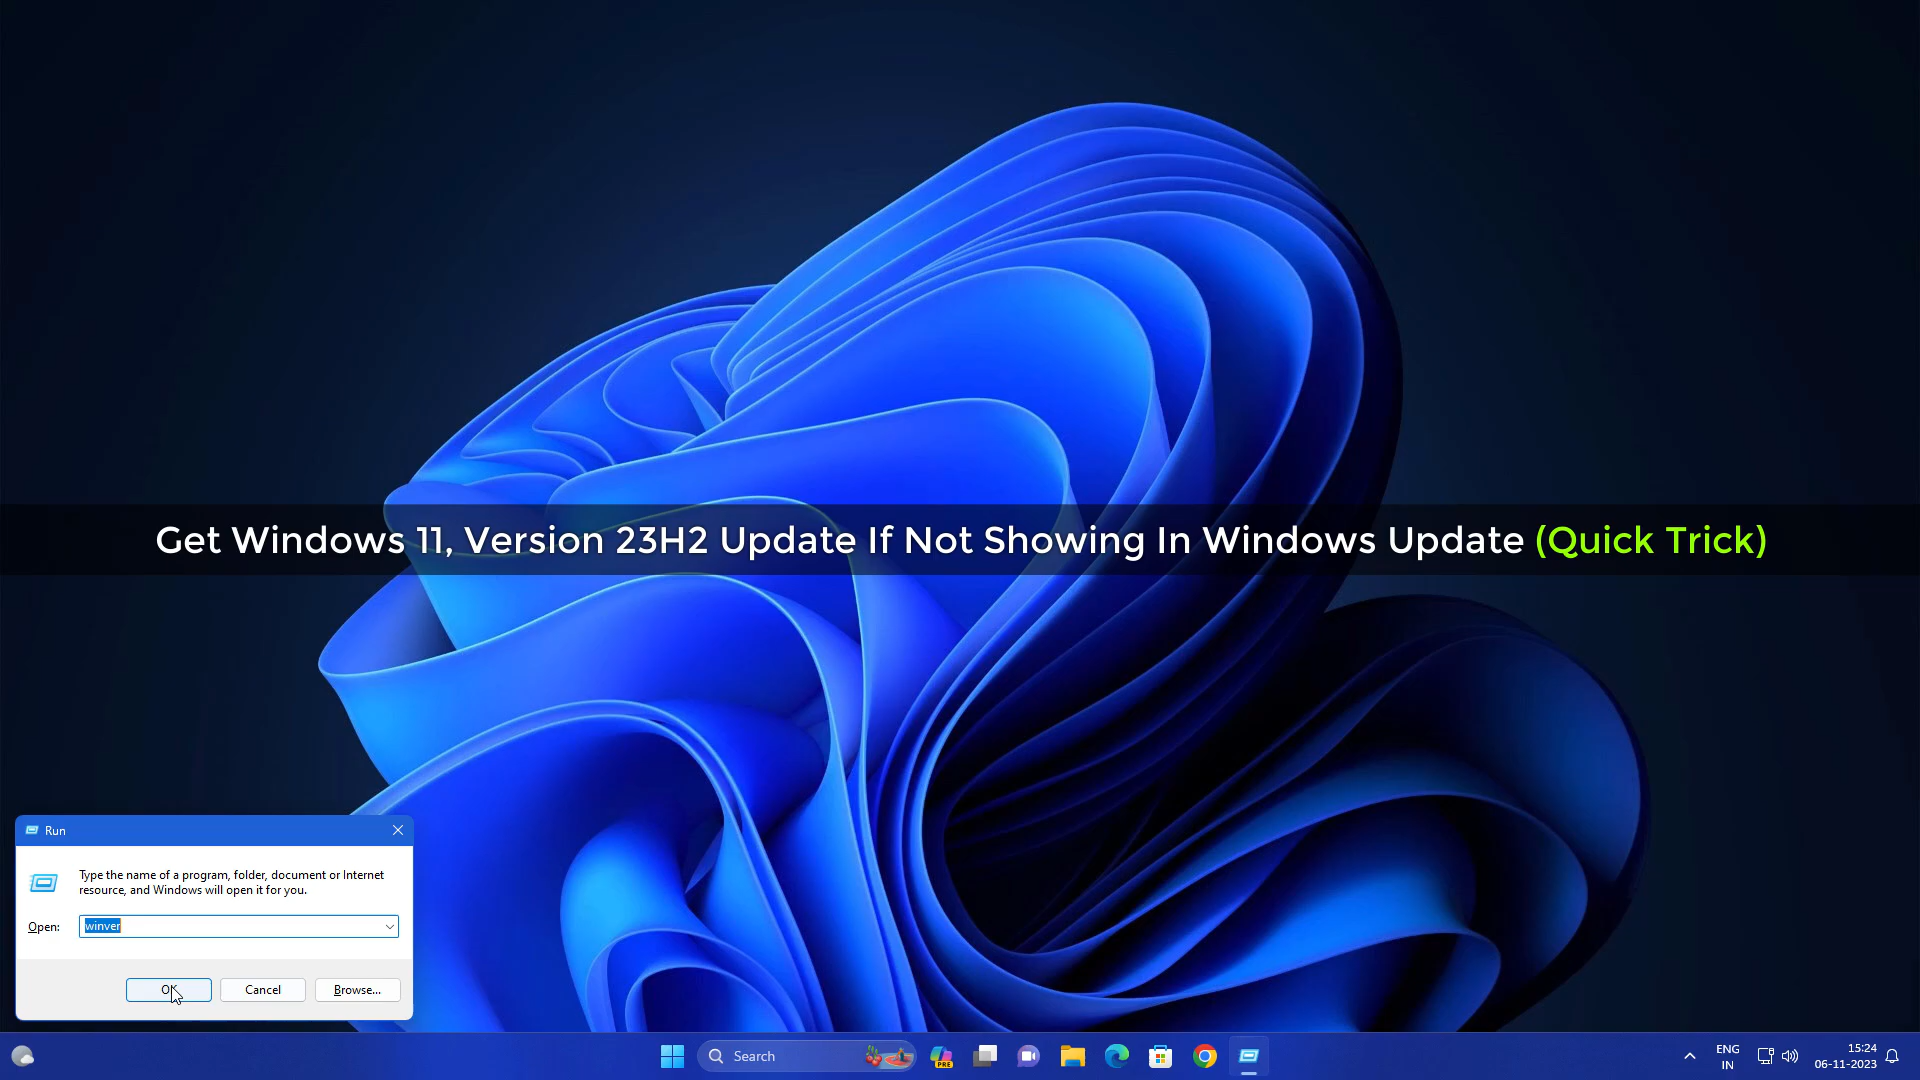 Get Windows 11, Version 23H2 Update If Not Showing In Windows Update (Quick Trick)
Run
Type the name of a program, folder, document or Internet
resource, and Windows will open it for you.
Open: winver
OK Cancel Browse...
Search
PRE
ENG
IN
15:24
06-11-2023